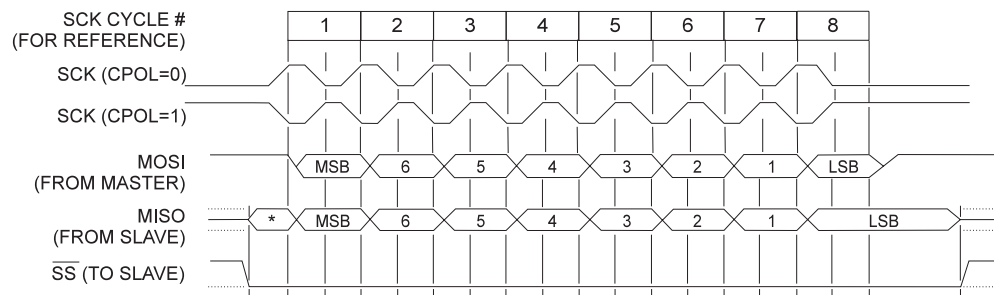 SCK CYCLE # 1 2 3 4 5 6 7 8
(FOR REFERENCE)
SCK (CPOL=0)
SCK (CPOL=1)
MOSI MSB 6 5 4 3 2 1 LSB
(FROM MASTER)
MISO * MSB 6 5 4 3 2 1 LSB
(FROM SLAVE)
SS (TO SLAVE)